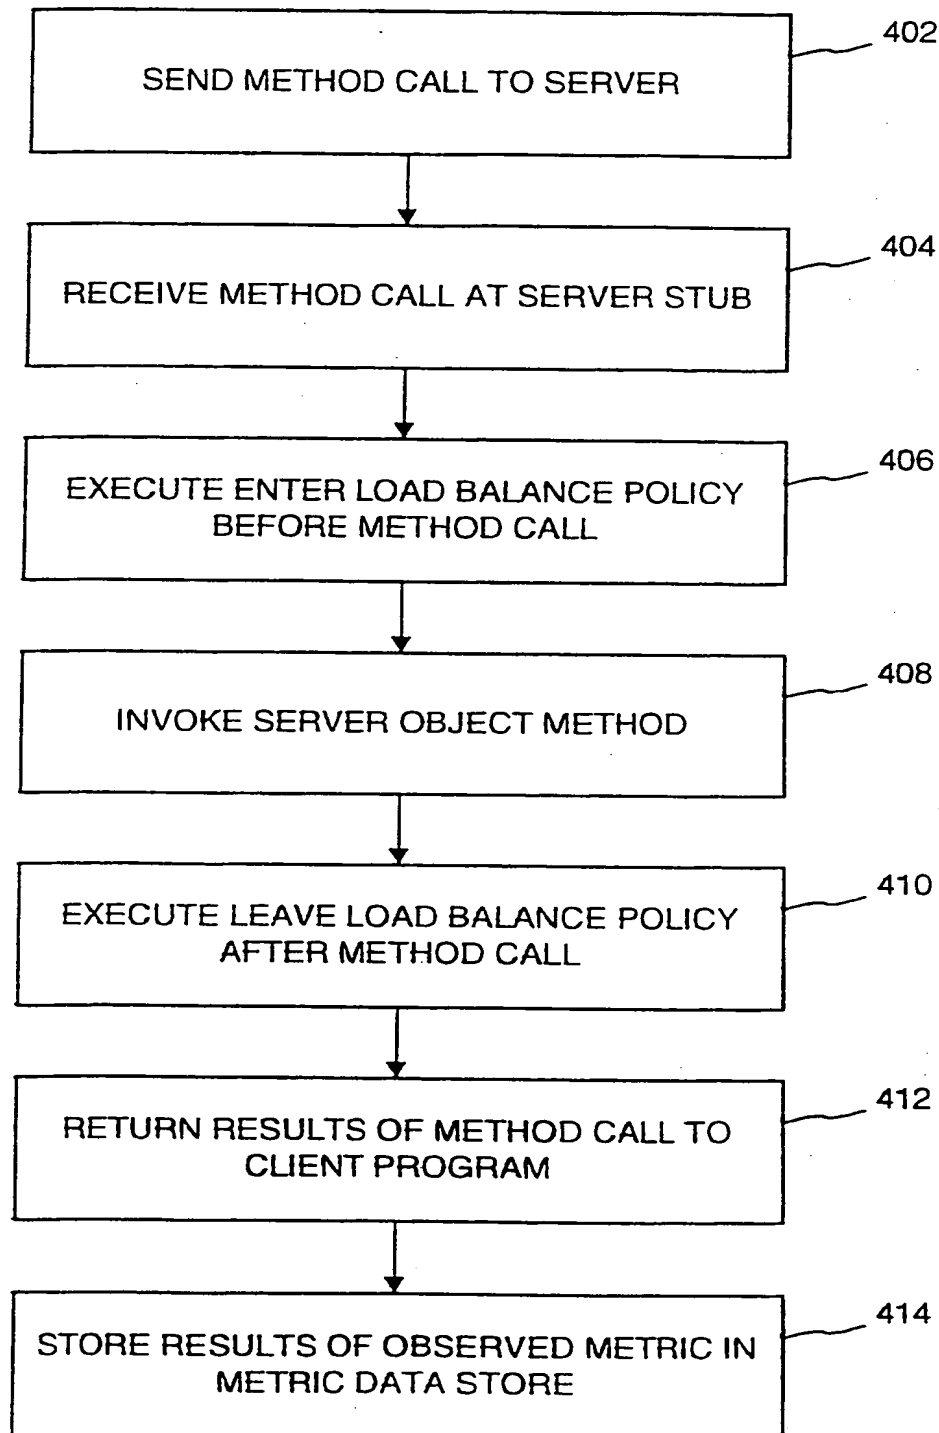 402
SEND METHOD CALL TO SERVER
404
RECEIVE METHOD CALL AT SERVER STUB
406
EXECUTE ENTER LOAD BALANCE POLICY
BEFORE METHOD CALL
408
INVOKE SERVER OBJECT METHOD
410
EXECUTE LEAVE LOAD BALANCE POLICY
AFTER METHOD CALL
412
RETURN RESULTS OF METHOD CALL TO
CLIENT PROGRAM
414
STORE RESULTS OF OBSERVED METRIC IN
METRIC DATA STORE